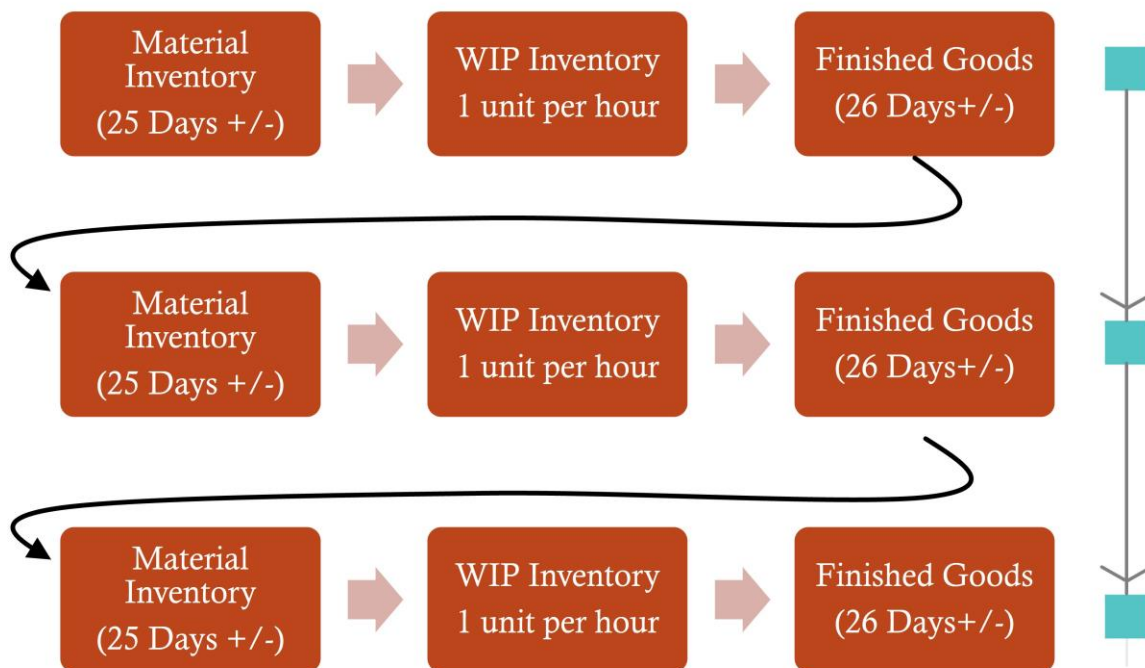 Material
Inventory
(25 Days +/-)
WIP Inventory
1 unit per hour
Finished Goods
(26 Days+/-)
Material
Inventory
(25 Days +/-)
WIP Inventory
1 unit per hour
Finished Goods
(26 Days+/-)
Material
Inventory
(25 Days +/-)
WIP Inventory
1 unit per hour
Finished Goods
(26 Days+/-)